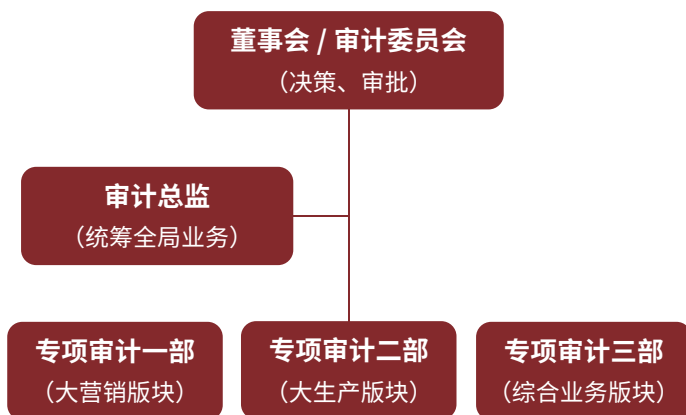 董事会 / 审计委员会
（决策、审批）
审计总监
（统筹全局业务）
专项审计一部
（大营销版块）
专项审计二部
（大生产版块）
专项审计三部
（综合业务版块）